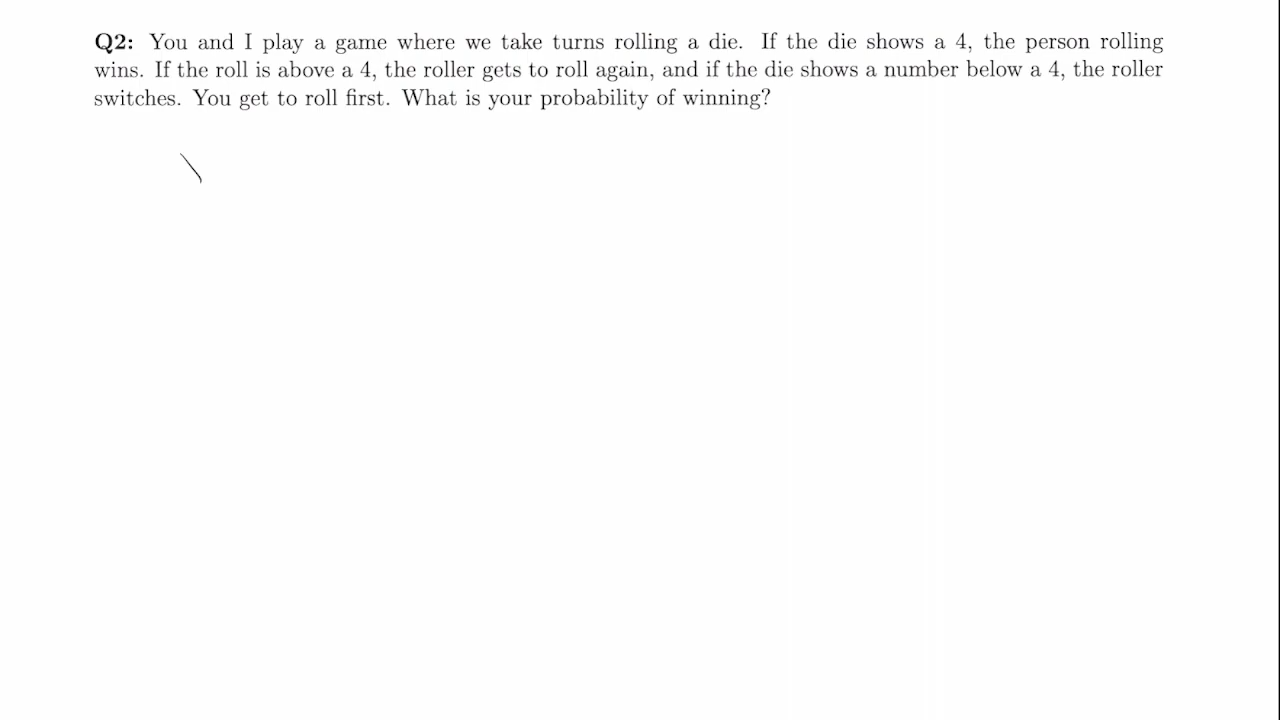 Q2: You and I play a game where we take turns rolling a die. If the die shows a 4, the person rolling
wins. If the roll is above a 4, the roller gets to roll again, and if the die shows a number below a 4, the roller
switches. You get to roll first. What is your probability of winning?